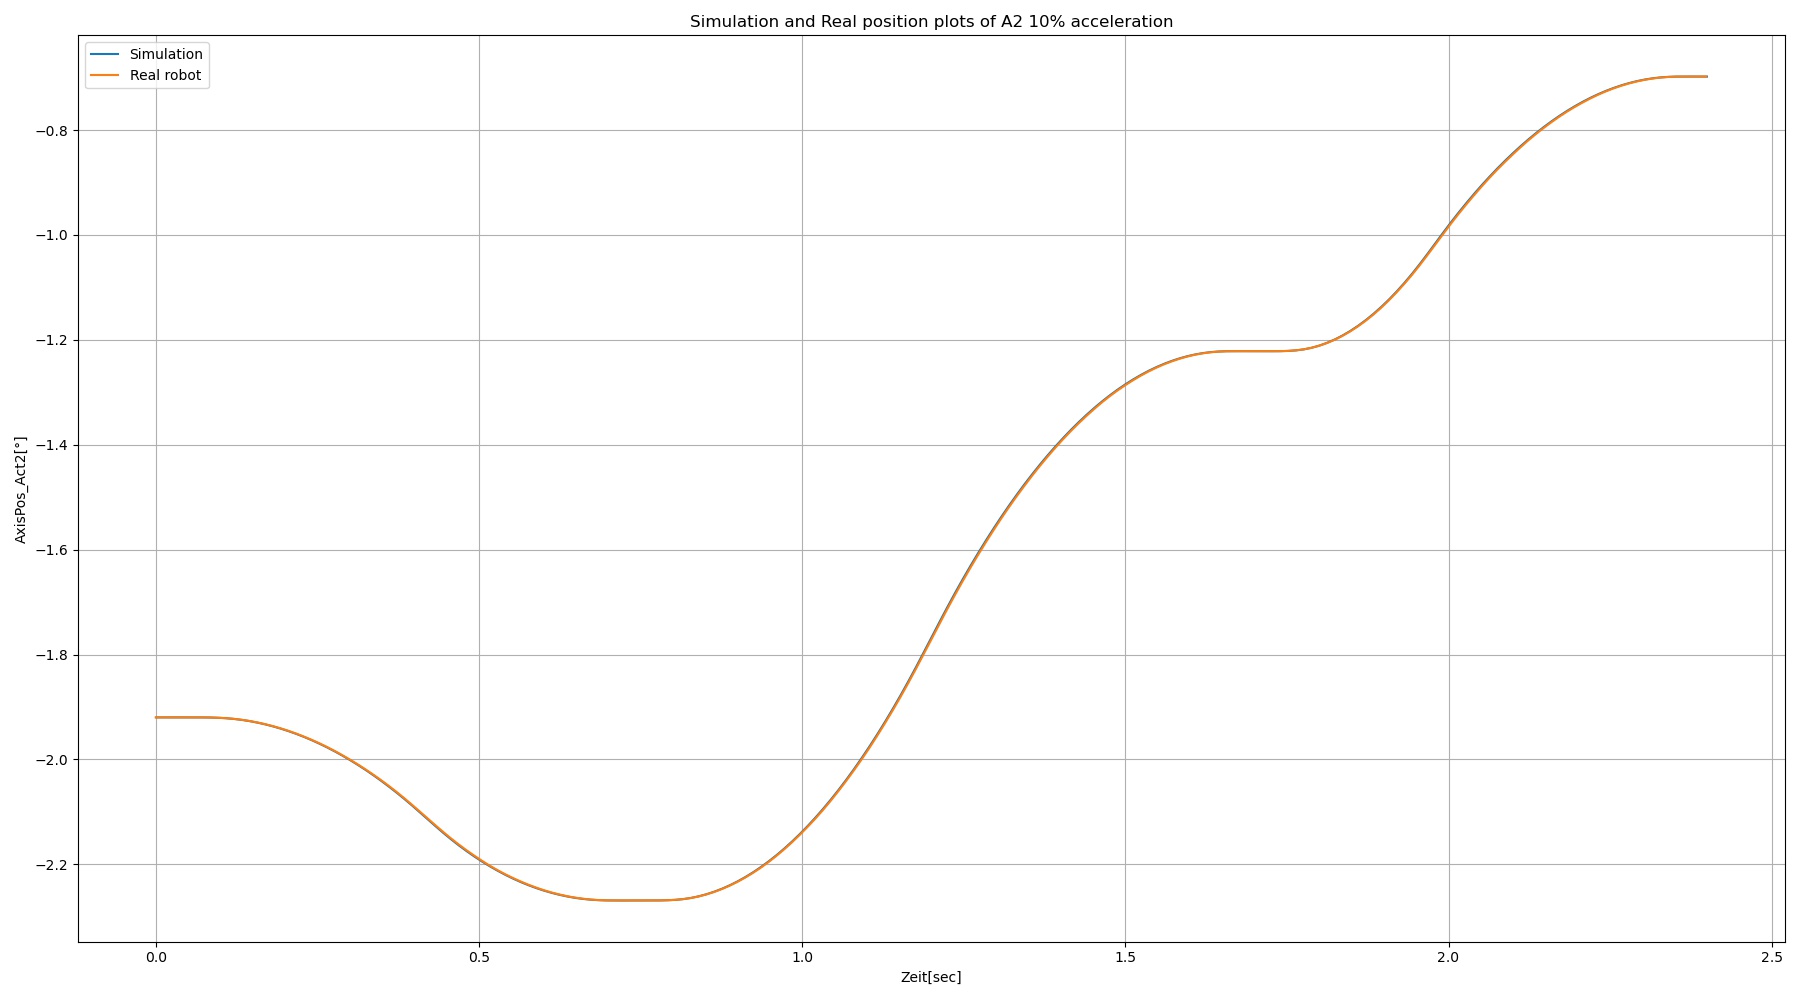 Simulation and Real position plots of A2 10% acceleration
Simulation
Real robot
−0.8
−1.0
−1.2
−1.4
−1.6
−1.8
−2.0
−2.2
AxisPos_Act2[°]
0.0 0.5 1.0 1.5 2.0 2.5
Zeit[sec]